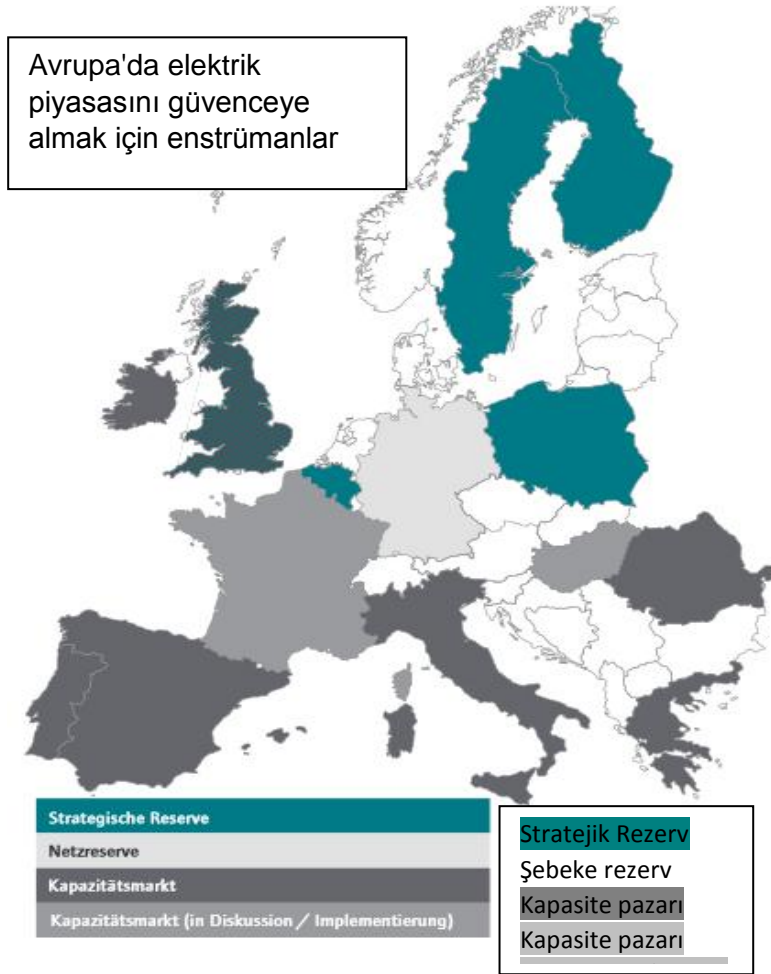 Avrupa'da elektrik
piyasasını güvenceye
almak için enstrümanlar
Strategische Reserve
Netzreserve
Kapazitätsmarkt
Kapazitätsmarkt (in Diskussion / Implementierung)
Stratejik Rezerv
Şebeke rezerv
Kapasite pazarı
Kapasite pazarı